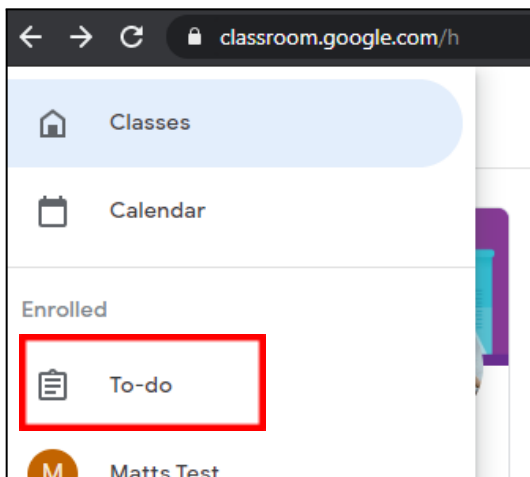 classroom.google.com/h
Classes
Calendar
Enrolled
To-do
M
Matts Test